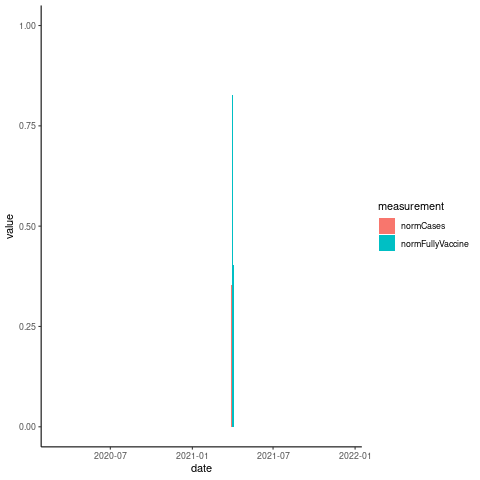 1.00
0.75
0.50
0.25
0.00
value
2020-07
2021-01
2021-07
2022-01
date
measurement
normCases
normFullyVaccine